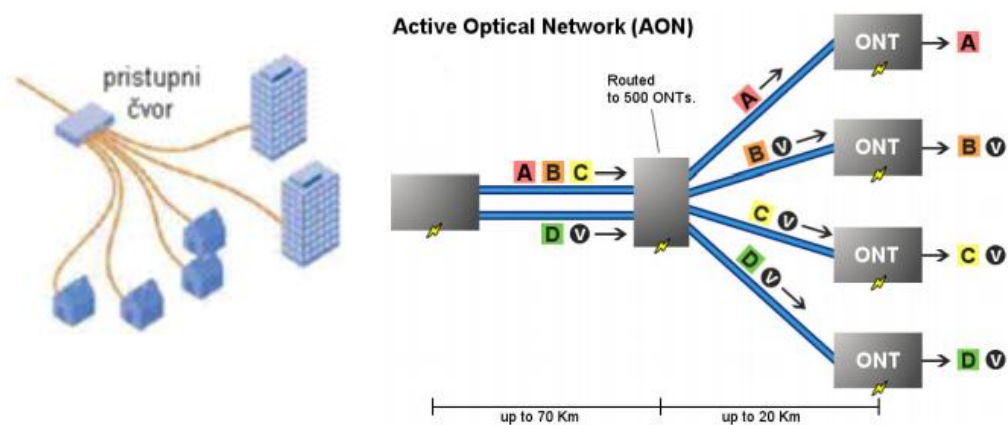 pristupni
čvor
Active Optical Network (AON)
Routed
to 500 ONTs.
A B C
D V
A
B V
C V
D V
ONT
A
ONT
B V
ONT
C V
ONT
D V
up to 70 Km
up to 20 Km